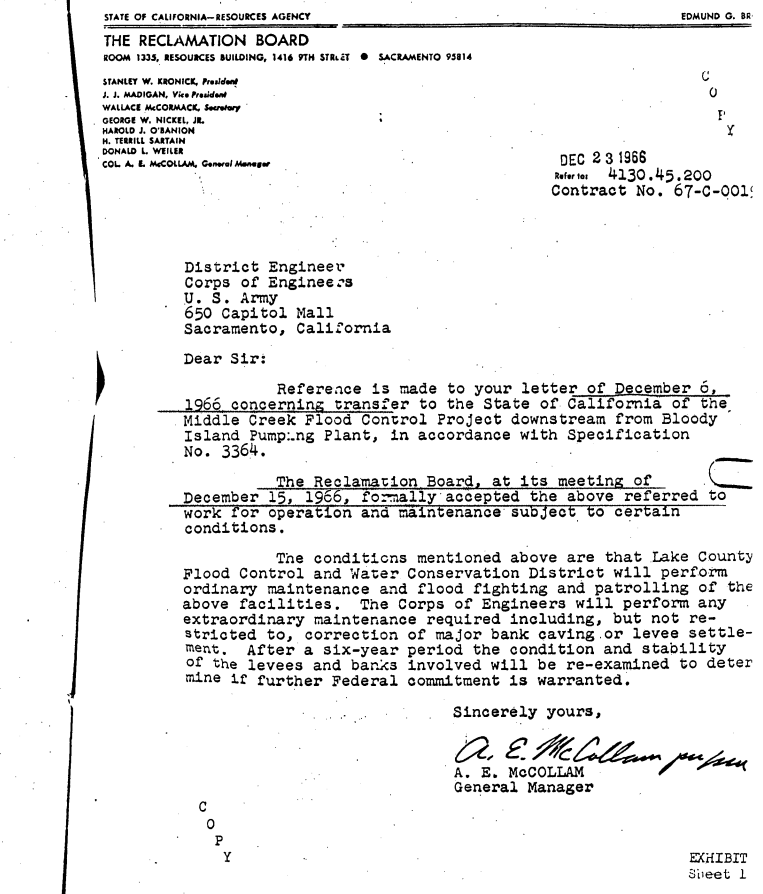 STATE OF CALIFORNIA—RESOURCES AGENCY EDMUND G. BR
THE RECLAMATION BOARD
ROOM 1335, RESOURCES BUILDING, 1416 9TH STREET ● SACRAMENTO 95814
STANLEY W. KRONICK, President
J. J. MADIGAN, Vice President
WALLACE McCORMACK, Secretary
GEORGE W. NICKEL, JR.
HAROLD J. O'BANION
H. TERRILL SARTAIN
DONALD L. WEILER
COL. A. E. McCOLLAM, General Manager
C
O
P
Y
DEC 23 1966
Refer to: 4130.45.200
Contract No. 67-C-001
District Engineer
Corps of Engineers
U. S. Army
650 Capitol Mall
Sacramento, California
Dear Sir:
Reference is made to your letter of December 6,
1966 concerning transfer to the State of California of the
Middle Creek Flood Control Project downstream from Bloody
Island Pumping Plant, in accordance with Specification
No. 3364.
The Reclamation Board, at its meeting of
December 15, 1966, formally accepted the above referred to
work for operation and maintenance subject to certain
conditions.
The conditions mentioned above are that Lake County
Flood Control and Water Conservation District will perform
ordinary maintenance and flood fighting and patrolling of the
above facilities. The Corps of Engineers will perform any
extraordinary maintenance required including, but not re-
stricted to, correction of major bank caving or levee settle-
ment. After a six-year period the condition and stability
of the levees and banks involved will be re-examined to deter
mine if further Federal commitment is warranted.
Sincerely yours,
A. E. McCollam
A. E. McCOLLAM
General Manager
C
O
P
Y
EXHIBIT
Sheet 1